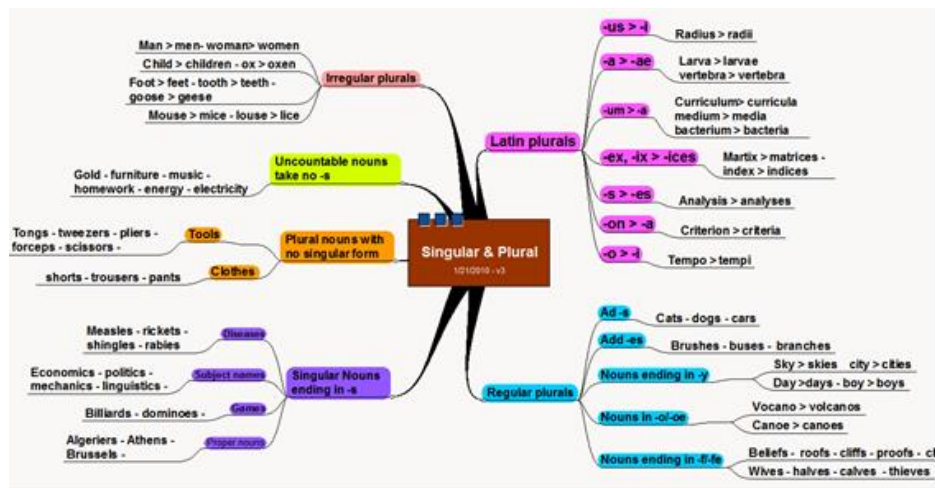 Man > men- woman> women
Child > children - ox > oxen
Foot > feet - tooth > teeth -
goose > geese
Mouse > mice - louse > lice
Irregular plurals
Gold - furniture - music -
homework - energy - electricity
Uncountable nouns
take no -s
Tongs - tweezers - pliers -
forceps - scissors -
Tools
shorts - trousers - pants
Clothes
Plural nouns with
no singular form
Measles - rickets -
shingles - rabies
Diseases
Economics - politics -
mechanics - linguistics -
Subject names
Billiards - dominoes -
Games
Algeriers - Athens -
Brussels -
Proper nouns
Singular Nouns
ending in -s
Singular & Plural
1/21/2010 - v3
Latin plurals
-us > -i
Radius > radii
-a > -ae
Larva > larvae
vertebra > vertebra
-um > -a
Curriculum> curricula
medium > media
bacterium > bacteria
-ex, -ix > -ices
Martix > matrices -
index > indices
-s > -es
Analysis > analyses
-on > -a
Criterion > criteria
-o > -i
Tempo > tempi
Regular plurals
Ad -s
Cats - dogs - cars
Add -es
Brushes - buses - branches
Nouns ending in -y
Sky > skies city > cities
Day >days - boy > boys
Nouns in -o/-oe
Vocano > volcanos
Canoe > canoes
Nouns ending in -f/-fe
Beliefs - roofs - cliffs - proofs -
Wives - halves - calves - thieves